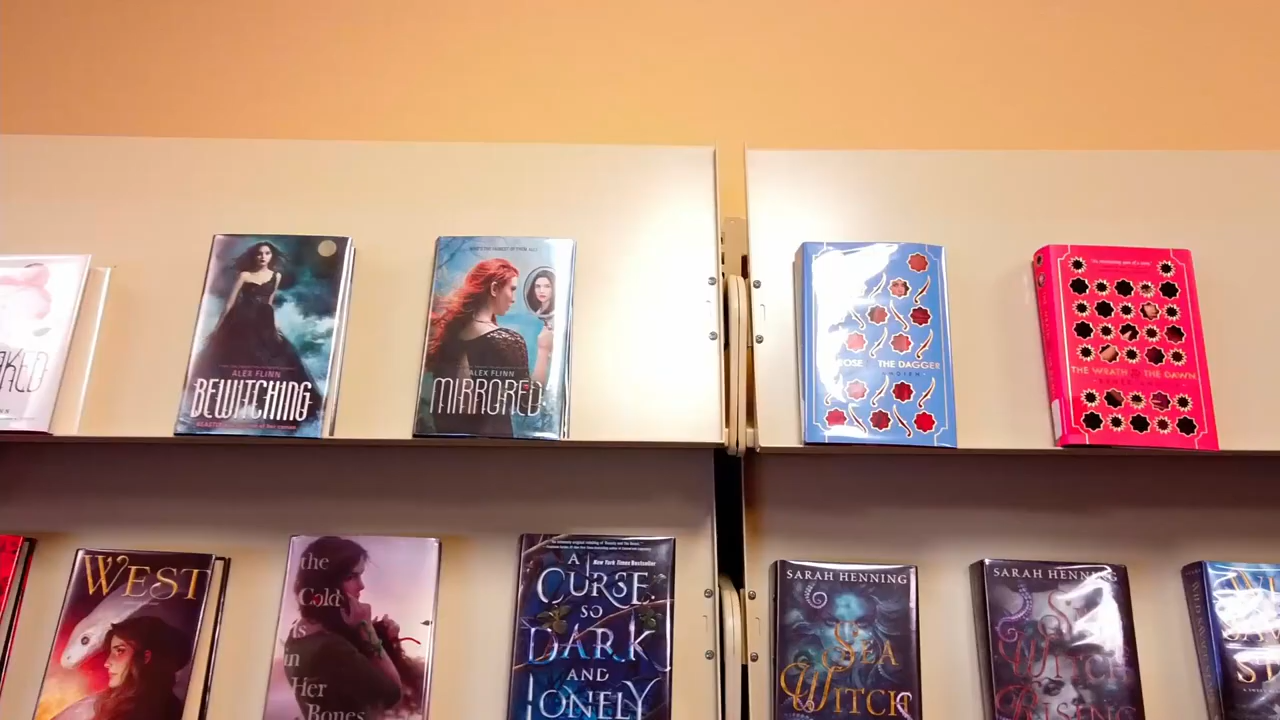 ALEX FLINN
BEWITCHING
ALEX FLINN
MIRRORED
ROSE THE DAGGER
THE WRATH THE DAWN
WEST
the
Cold
is
in
Her
Bones
New York Times Bestseller
A
CURSE
SO
DARK
AND
LONELY
SARAH HENNING
SEA
WITCH
SARAH HENNING
SEA
WITCH
RISING